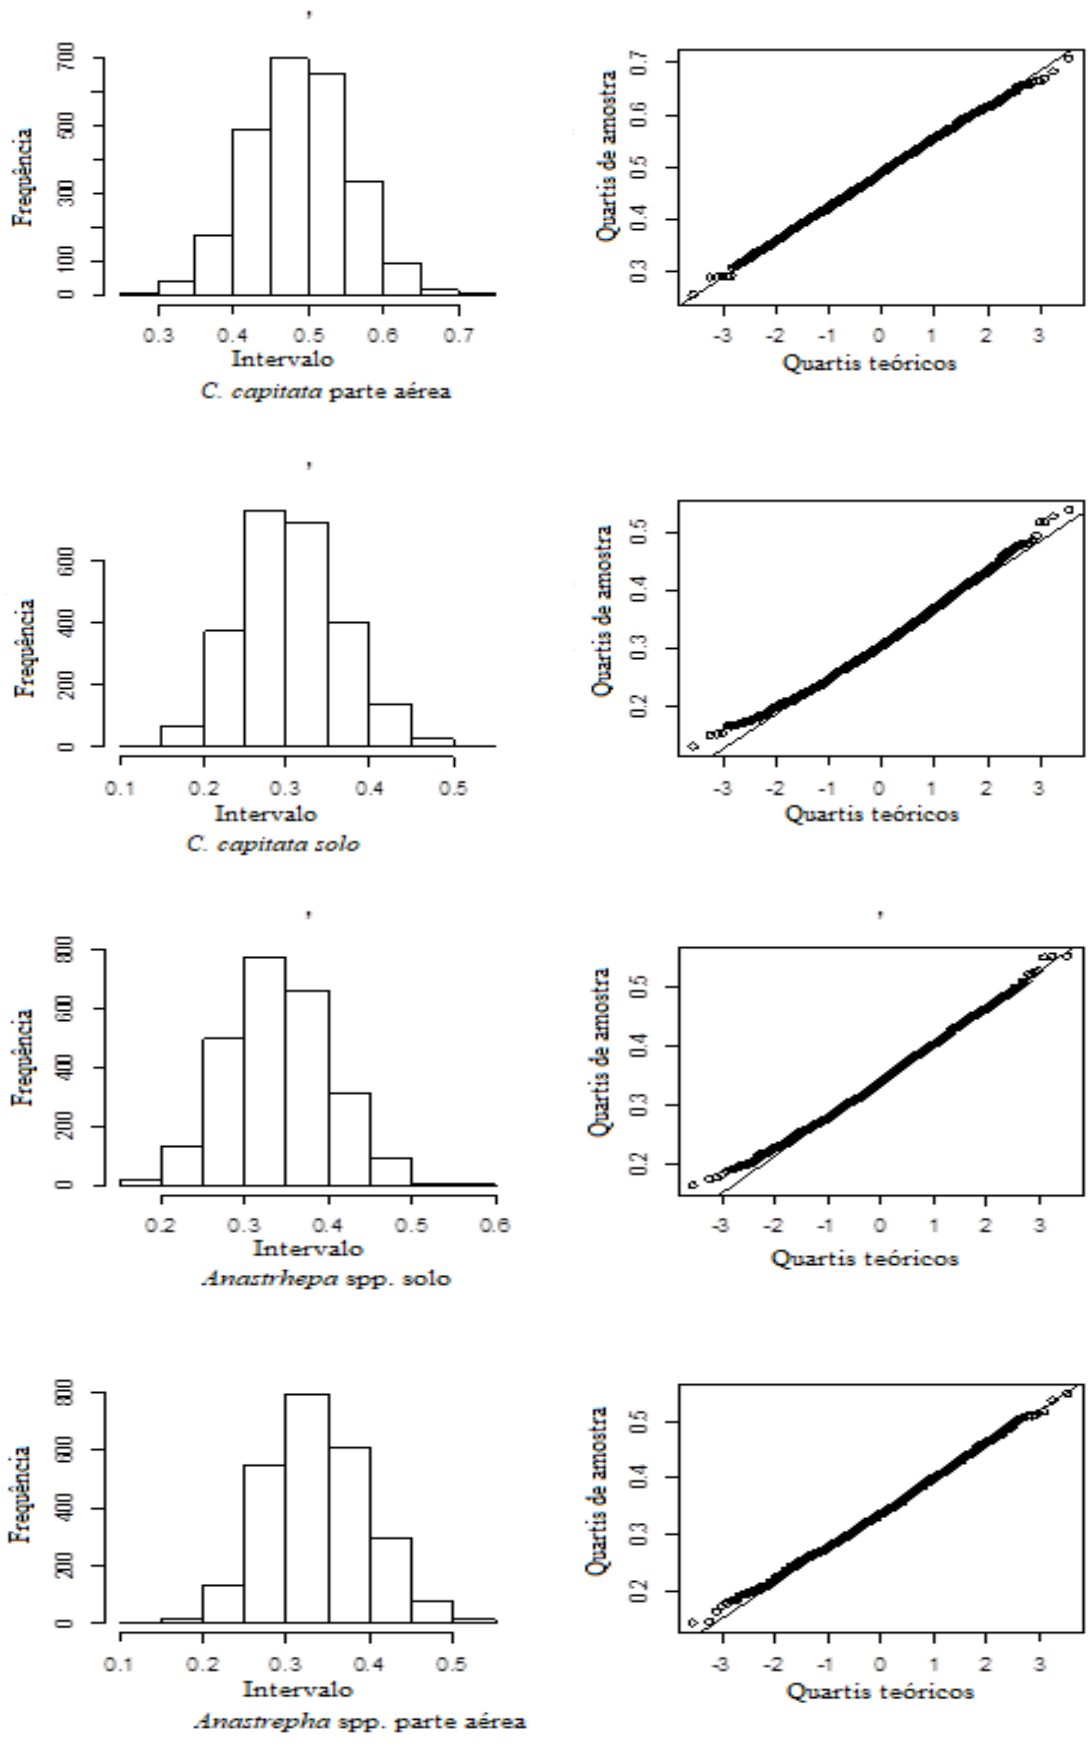 ,
Frequência
0 100 300 500 700
0.3 0.4 0.5 0.6 0.7
Intervalo
C. capitata parte aérea
Quartis de amostra
0.3 0.4 0.5 0.6 0.7
-3 -2 -1 0 1 2 3
Quartis teóricos
,
Frequência
0 200 400 600
0.1 0.2 0.3 0.4 0.5
Intervalo
C. capitata solo
Quartis de amostra
0.2 0.3 0.4 0.5
-3 -2 -1 0 1 2 3
Quartis teóricos
,
Frequência
0 200 400 600 800
0.2 0.3 0.4 0.5 0.6
Intervalo
Anastrhepa spp. solo
,
Quartis de amostra
0.2 0.3 0.4 0.5
-3 -2 -1 0 1 2 3
Quartis teóricos
Frequência
0 200 400 600 800
0.1 0.2 0.3 0.4 0.5
Intervalo
Anastrepha spp. parte aérea
Quartis de amostra
0.2 0.3 0.4 0.5
-3 -2 -1 0 1 2 3
Quartis teóricos